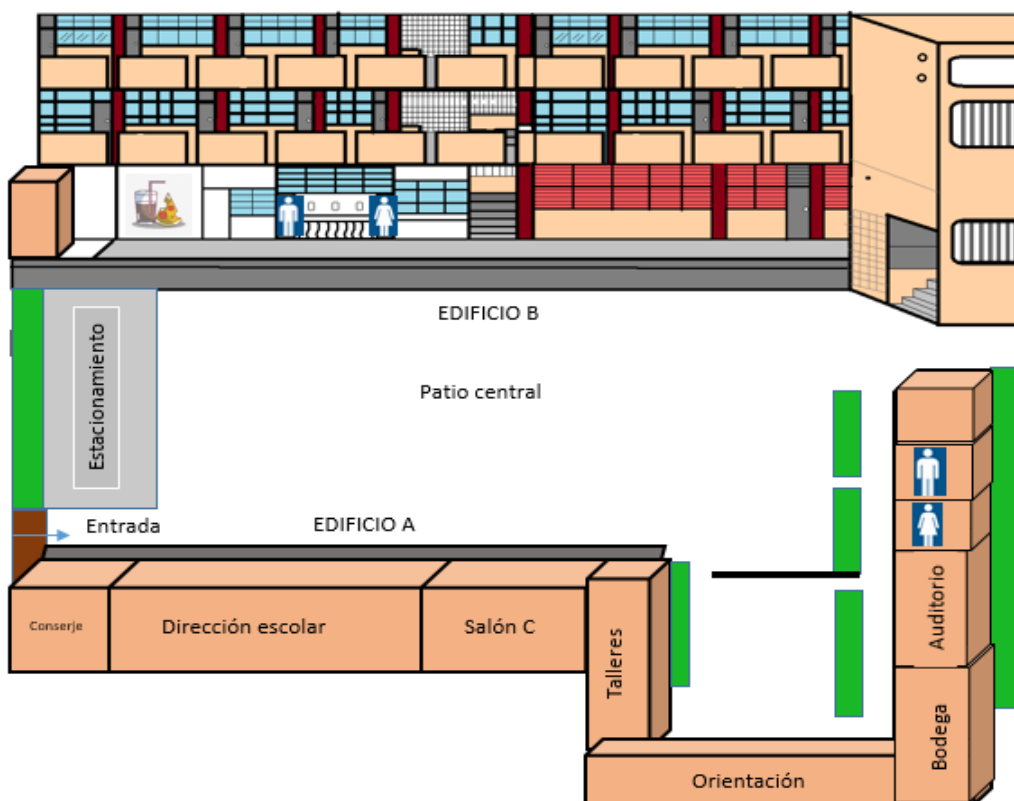 EDIFICIO B
Estacionamiento
Patio central
Entrada
EDIFICIO A
Conserje
Dirección escolar
Salón C
Talleres
Auditorio
Bodega
Orientación